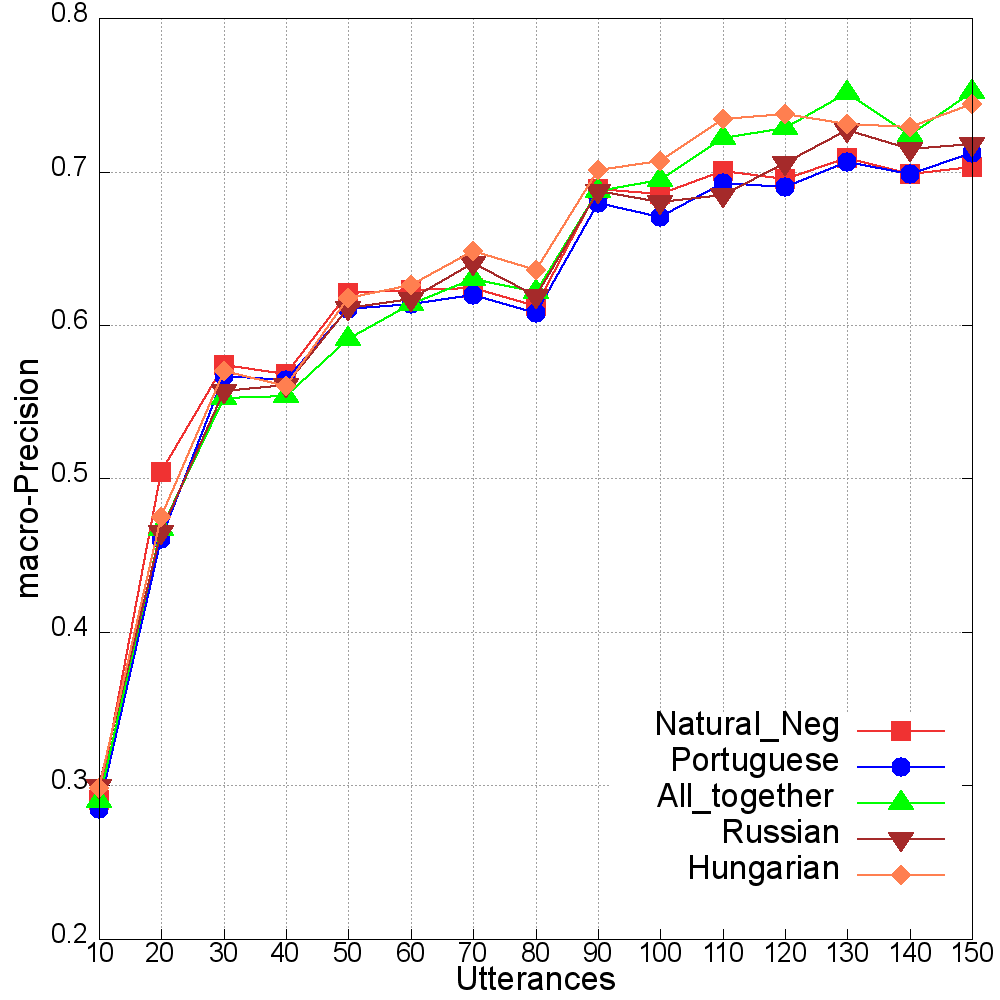 0.8
0.7
0.6
0.5
0.4
0.3
0.2
macro-Precision
10 20 30 40 50 60 70 80 90 100 110 120 130 140 150
Utterances
Natural_Neg
Portuguese
All_together
Russian
Hungarian